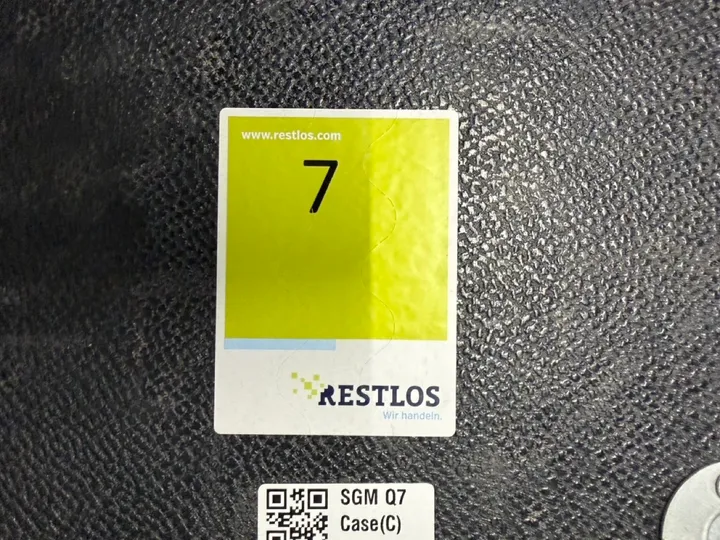 www.restlos.com
7
RESTLOS
Wir handeln.
SGM Q7
Case(C)